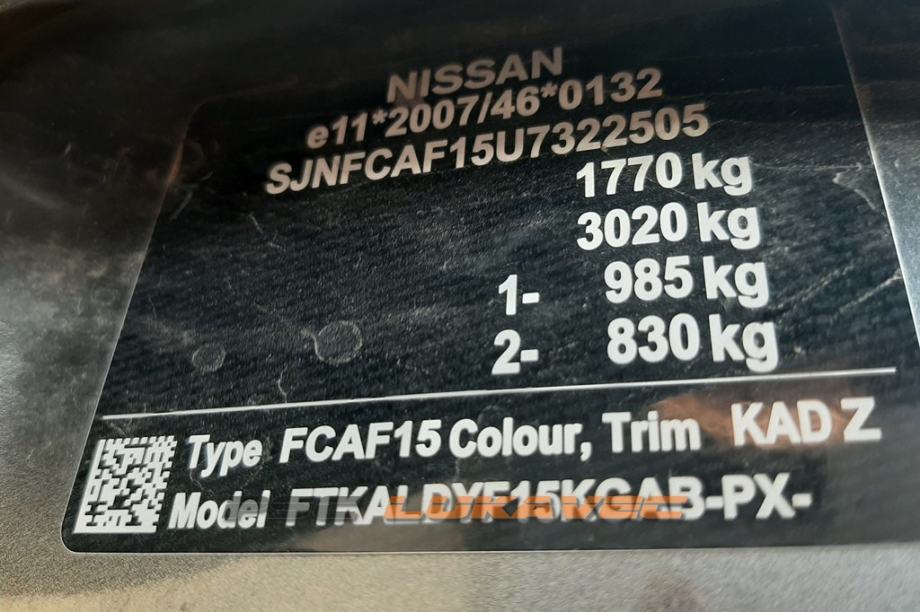 NISSAN
e11*2007/46*0132
SJNFCAF15U7322505
1770 kg
3020 kg
1- 985 kg
2- 830 kg
Type FCAF15 Colour, Trim KAD Z
Model FTKALDYF15KGAB-PX-